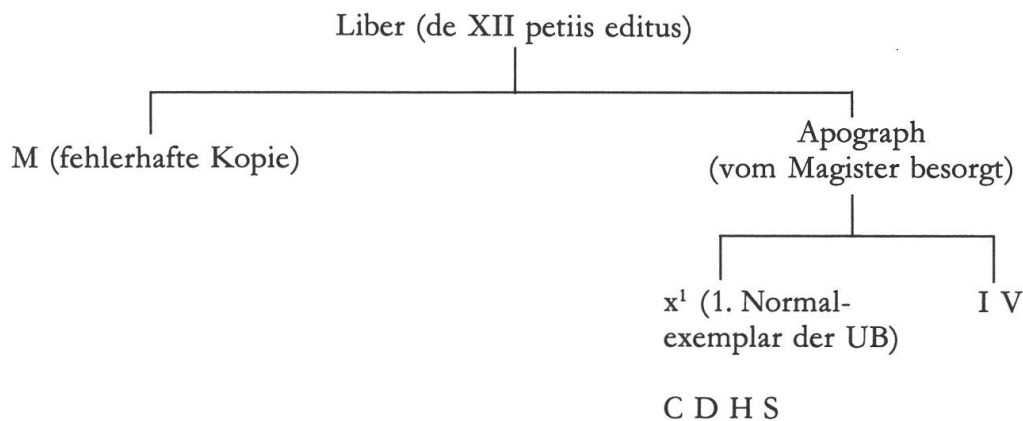 Liber (de XII petiis editus)
M (fehlerhafte Kopie)
Apograph
(vom Magister besorgt)
x¹ (1. Normal-
exemplar der UB)
I V
C D H S